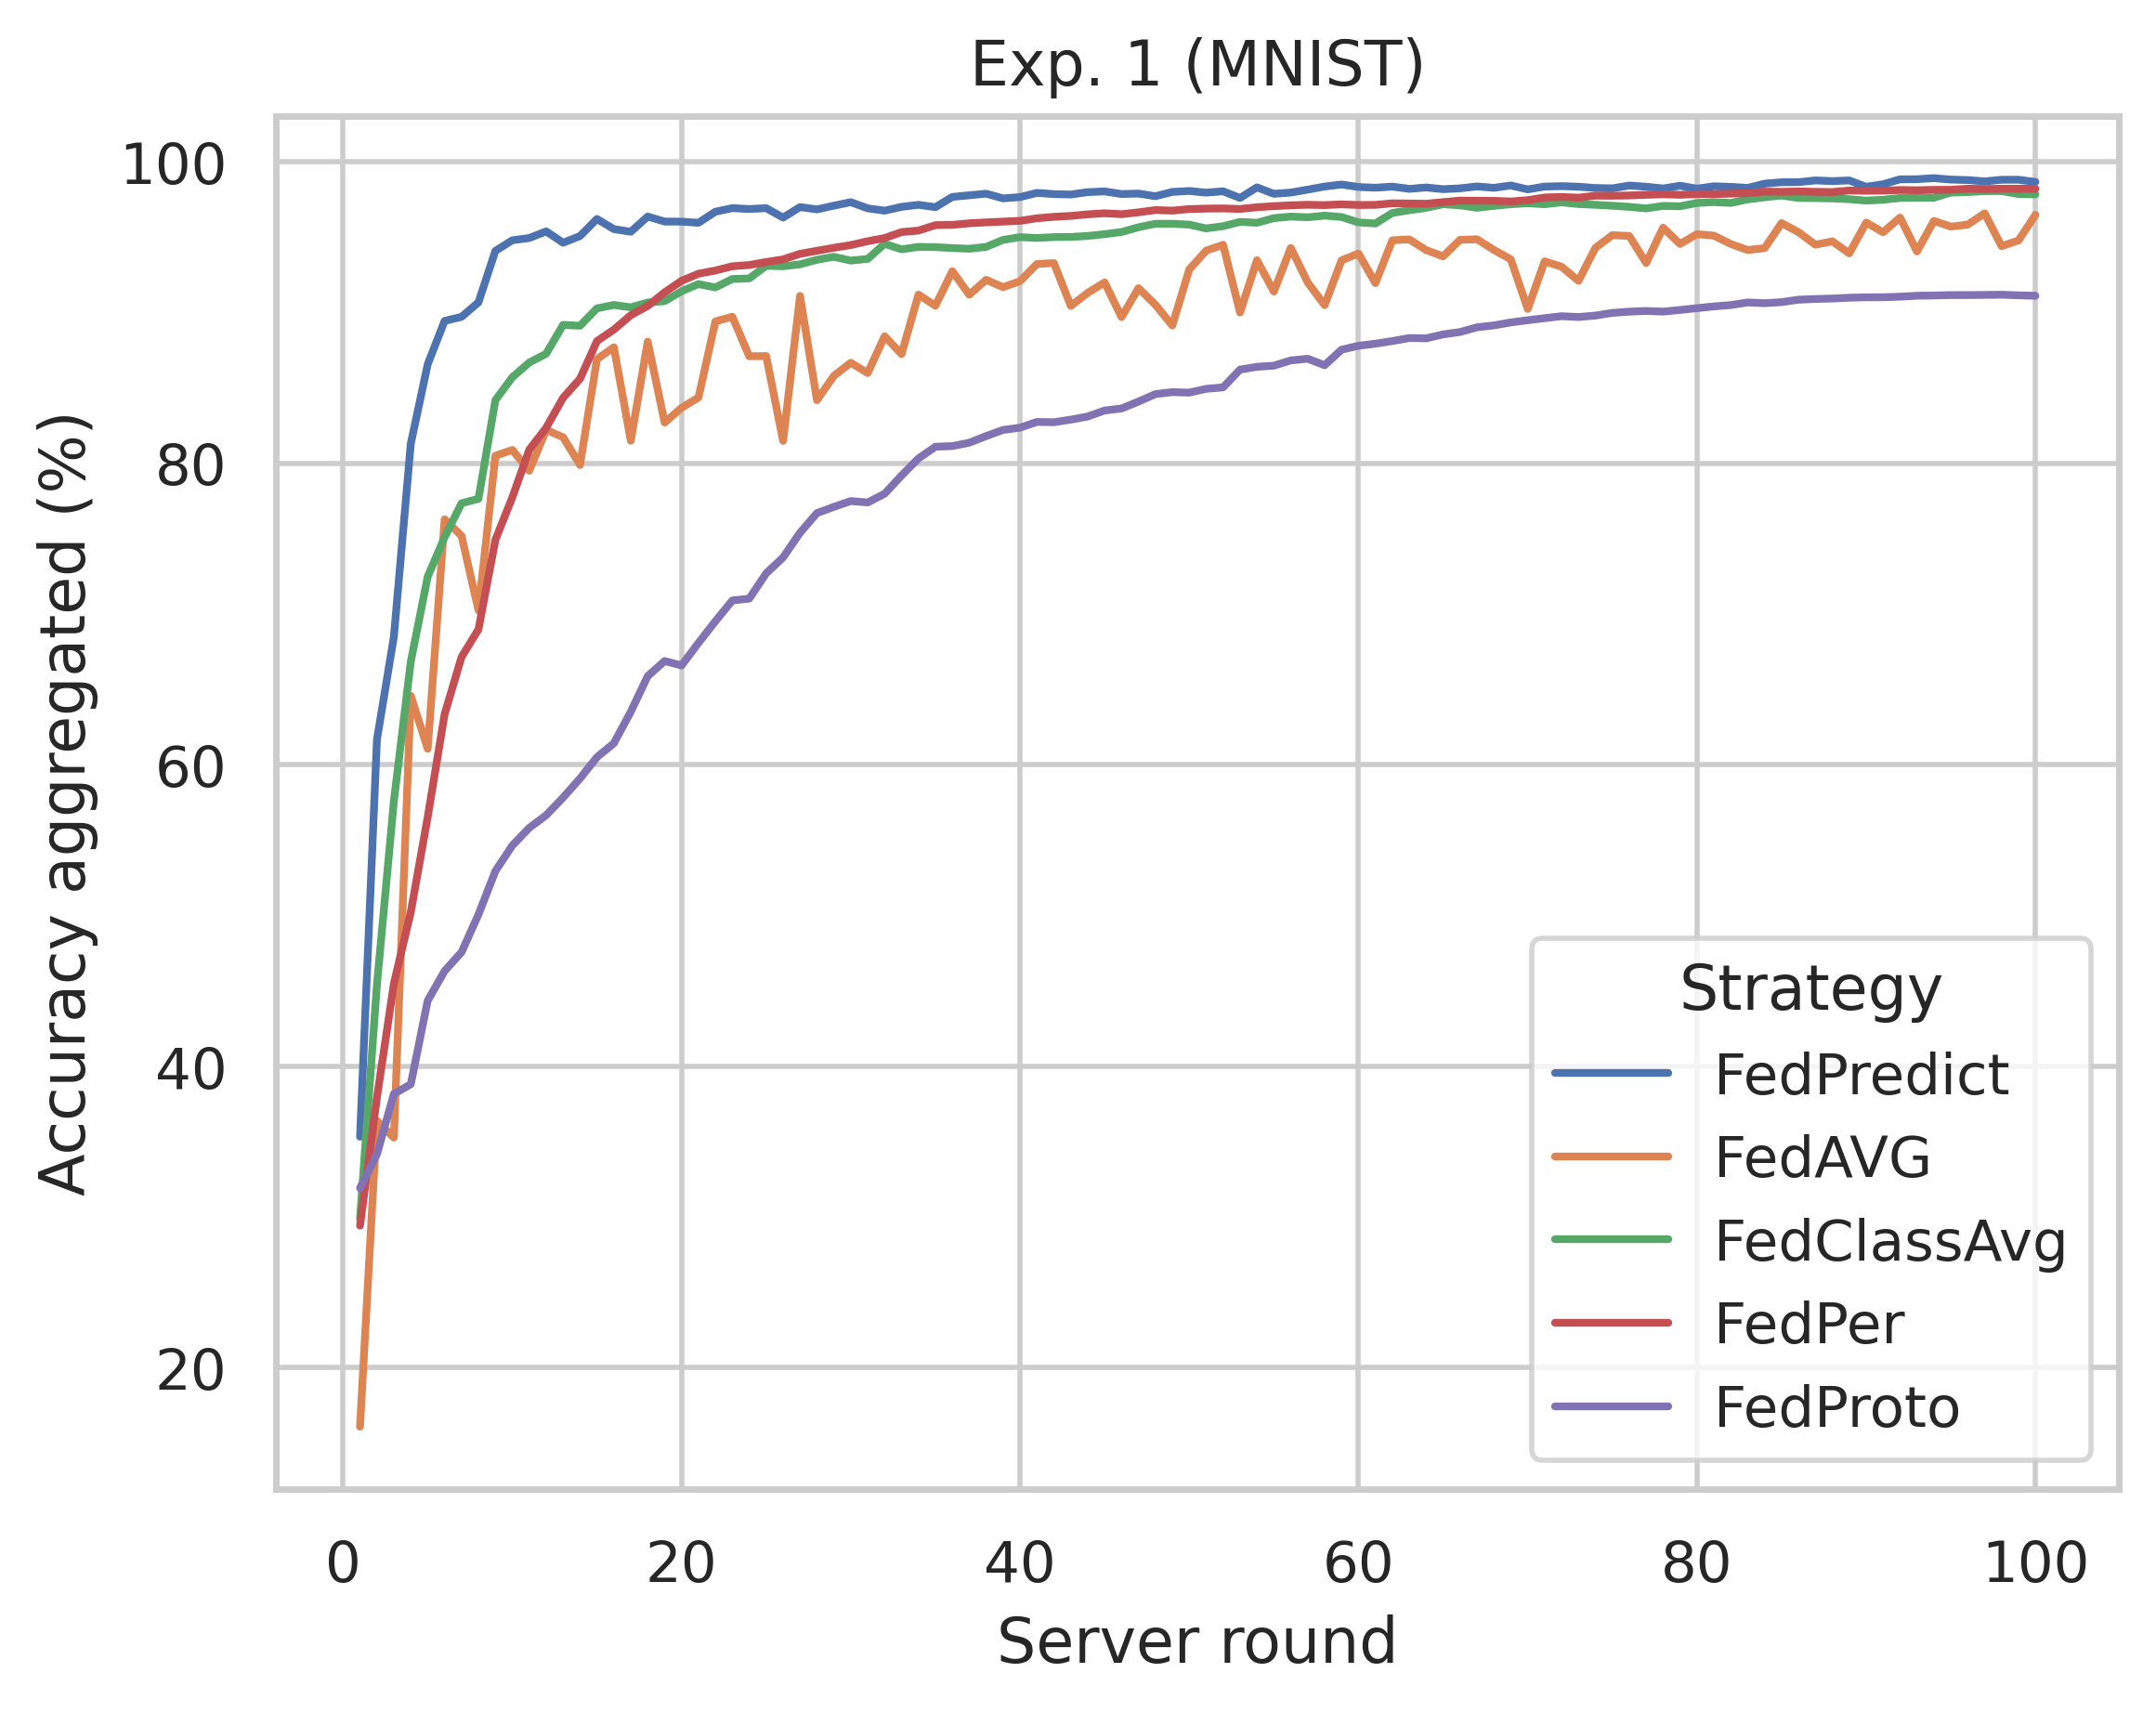 Exp. 1 (MNIST)
Accuracy aggregated (%)
100
80
60
40
20
Strategy
FedPredict
FedAVG
FedClassAvg
FedPer
FedProto
0 20 40 60 80 100
Server round